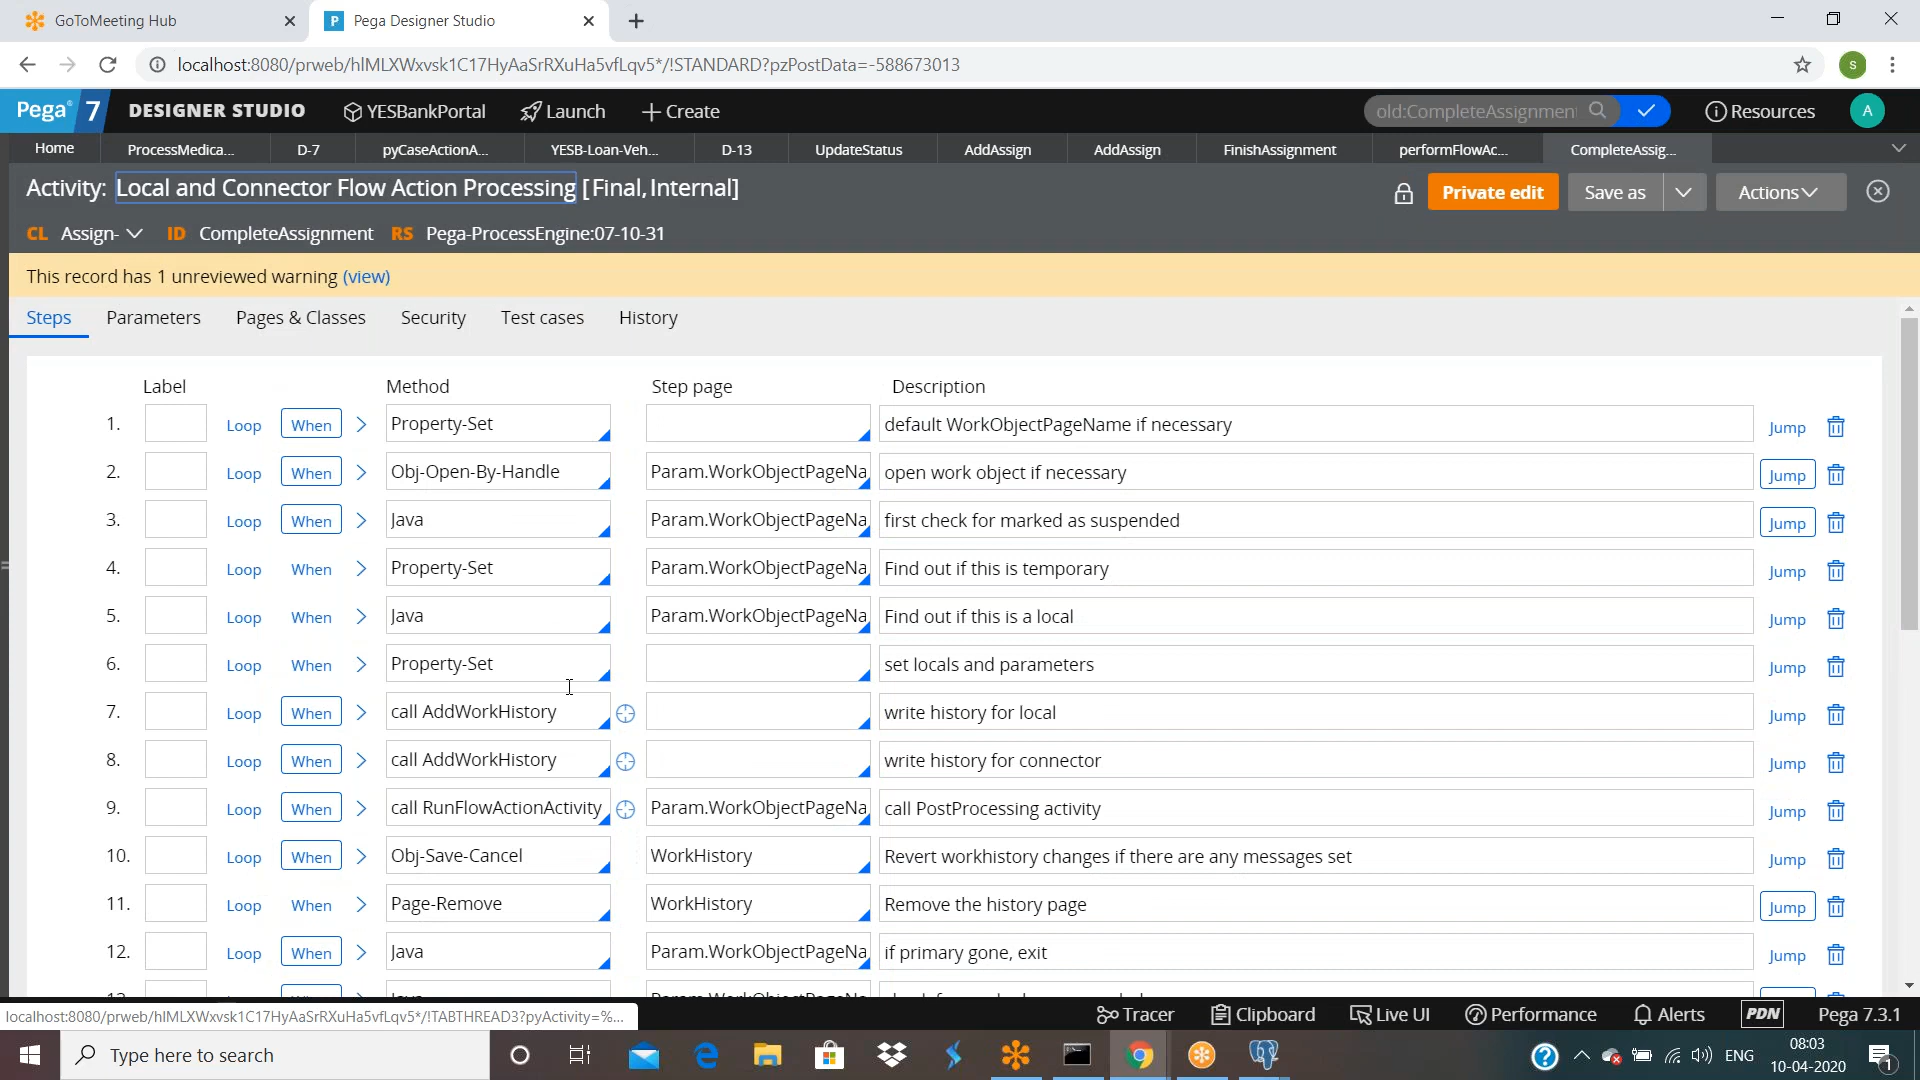 GoToMeeting Hub
Pega Designer Studio
localhost:8080/prweb/hIMLXWxvsk1C17HyAaSrRXuHa5vfLqv5*/!STANDARD?pzPostData=-588673013
s
Pega 7 DESIGNER STUDIO YESBankPortal Launch Create old:CompleteAssignment Resources A
Home ProcessMedica... D-7 pyCaseActionA... YESB-Loan-Veh... D-13 UpdateStatus AddAssign AddAssign FinishAssignment performFlowAc... CompleteAssig...
Activity: Local and Connector Flow Action Processing [Final,Internal] Private edit Save as Actions
CL Assign- ID CompleteAssignment RS Pega-ProcessEngine:07-10-31
This record has 1 unreviewed warning (view)
Steps Parameters Pages & Classes Security Test cases History
Label Method Step page Description
1. Loop When Property-Set default WorkObjectPageName if necessary Jump
2. Loop When Obj-Open-By-Handle Param.WorkObjectPageNa open work object if necessary Jump
3. Loop When Java Param.WorkObjectPageNa first check for marked as suspended Jump
4. Loop When Property-Set Param.WorkObjectPageNa Find out if this is temporary Jump
5. Loop When Java Param.WorkObjectPageNa Find out if this is a local Jump
6. Loop When Property-Set set locals and parameters Jump
7. Loop When call AddWorkHistory write history for local Jump
8. Loop When call AddWorkHistory write history for connector Jump
9. Loop When call RunFlowActionActivity Param.WorkObjectPageNa call PostProcessing activity Jump
10. Loop When Obj-Save-Cancel WorkHistory Revert workhistory changes if there are any messages set Jump
11. Loop When Page-Remove WorkHistory Remove the history page Jump
12. Loop When Java Param.WorkObjectPageNa if primary gone, exit Jump
localhost:8080/prweb/hIMLXWxvsk1C17HyAaSrRXuHa5vfLqv5*/!TABTHREAD3?pyActivity=%...
Tracer Clipboard Live UI Performance Alerts PDN Pega 7.3.1
Type here to search
ENG
08:03
10-04-2020
1